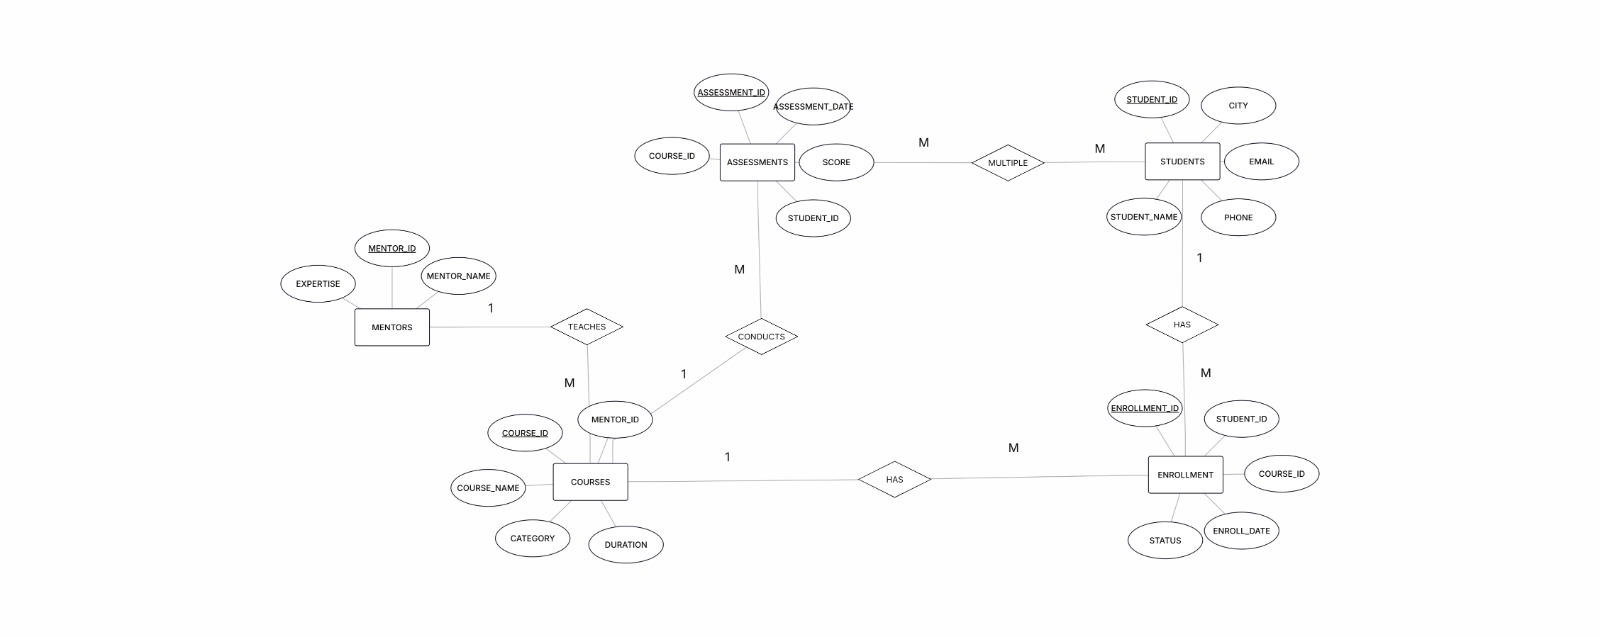 ASSESSMENT_ID
ASSESSMENT_DATE
STUDENT_ID
CITY
M
M
COURSE_ID
ASSESSMENTS
SCORE
MULTIPLE
STUDENTS
EMAIL
STUDENT_ID
STUDENT_NAME
PHONE
MENTOR_ID
1
M
EXPERTISE
MENTOR_NAME
1
MENTORS
TEACHES
CONDUCTS
HAS
M
1
M
ENROLLMENT_ID
STUDENT_ID
MENTOR_ID
COURSE_ID
1
M
COURSE_NAME
COURSES
HAS
ENROLLMENT
COURSE_ID
CATEGORY
DURATION
STATUS
ENROLL_DATE